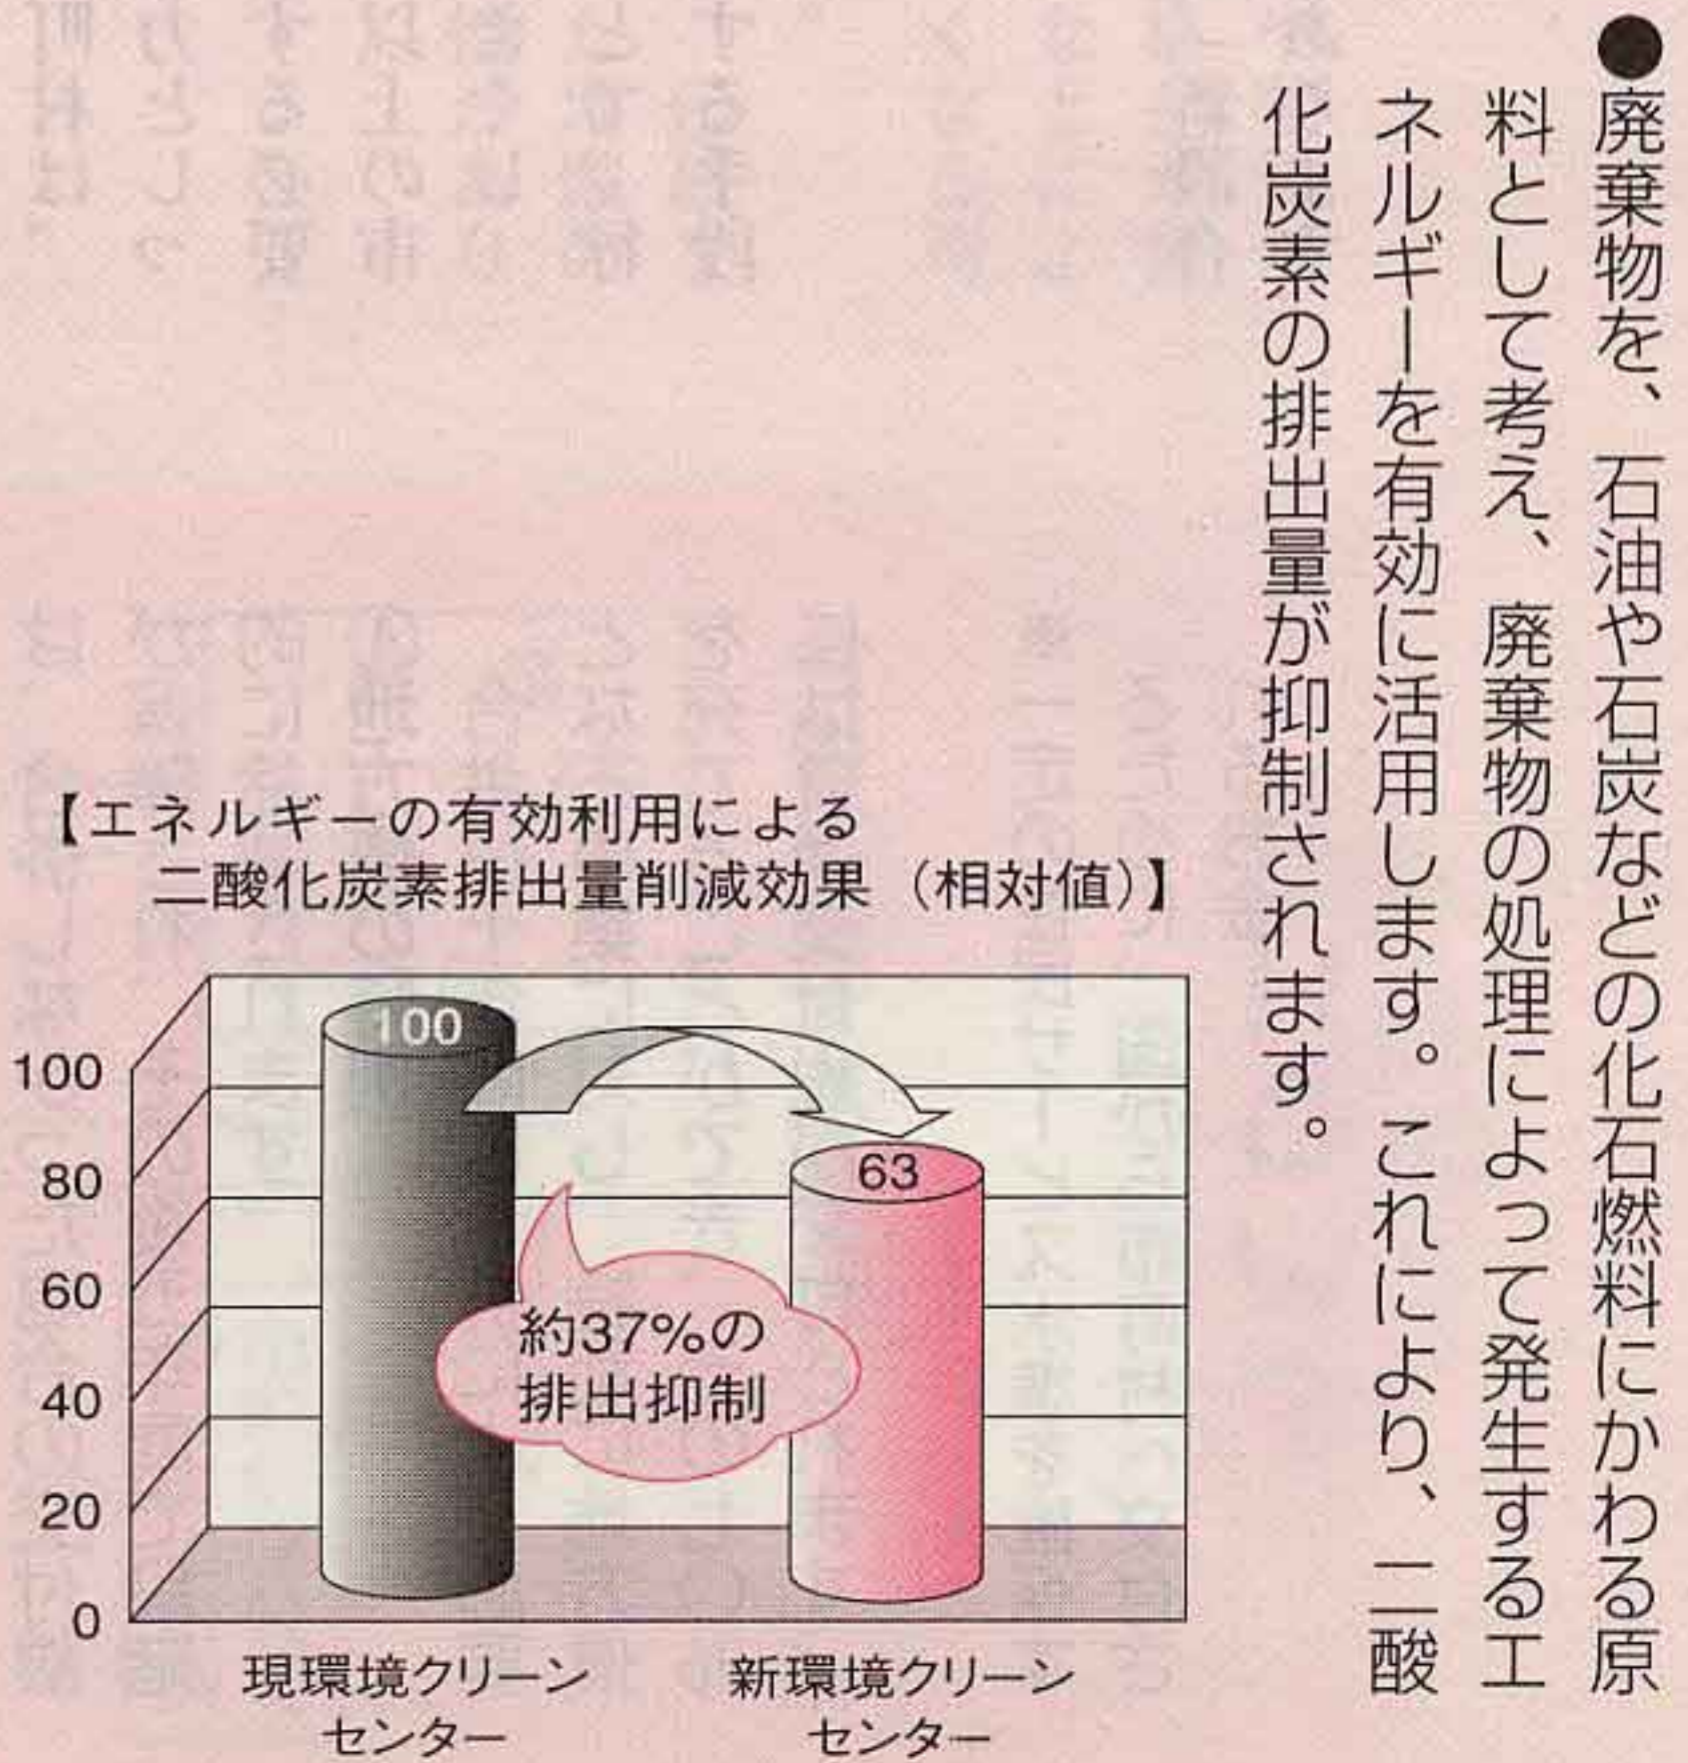 ●廃棄物を、石油や石炭などの化石燃料にかわる原
料として考え、廃棄物の処理によって発生するエ
ネルギーを有効に活用します。これにより、二酸
化炭素の排出量が抑制されます。
【エネルギーの有効利用による
二酸化炭素排出量削減効果（相対値）】
100
80
60
40
20
0
100
63
約37%の
排出抑制
現環境クリーン
センター
新環境クリーン
センター